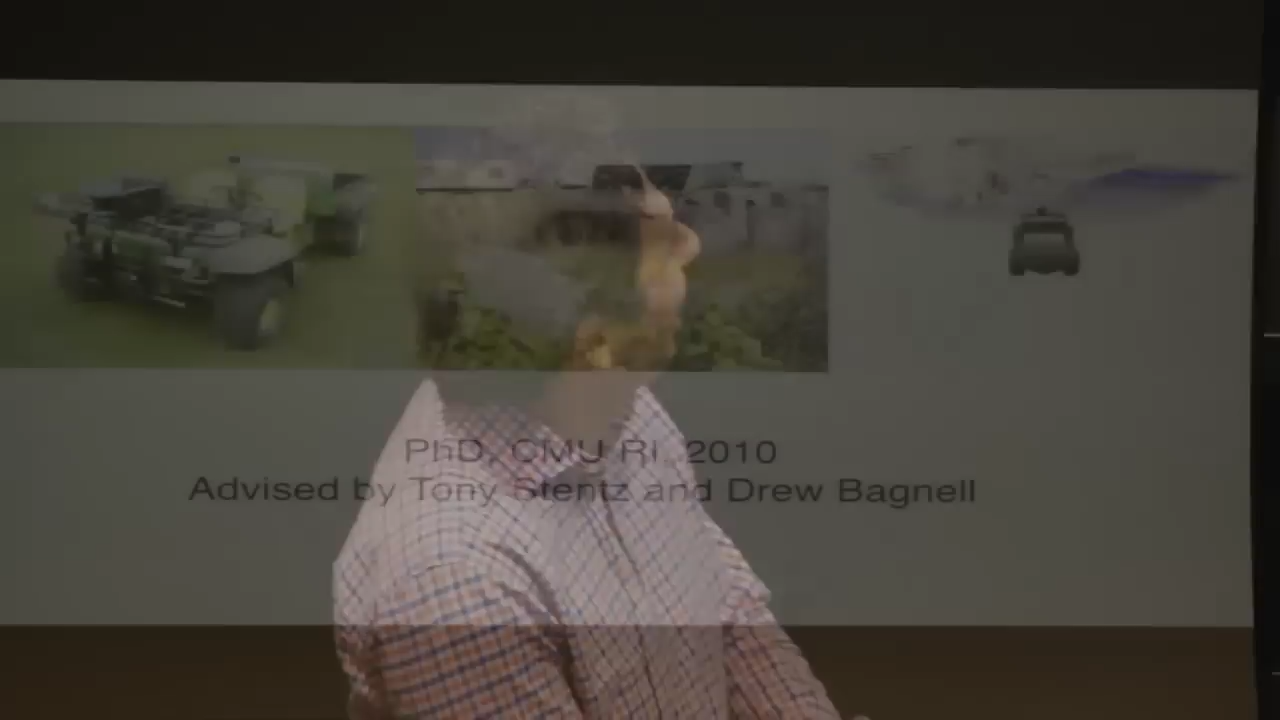 PhD, CMU RI, 2010
Advised by Tony Stentz and Drew Bagnell